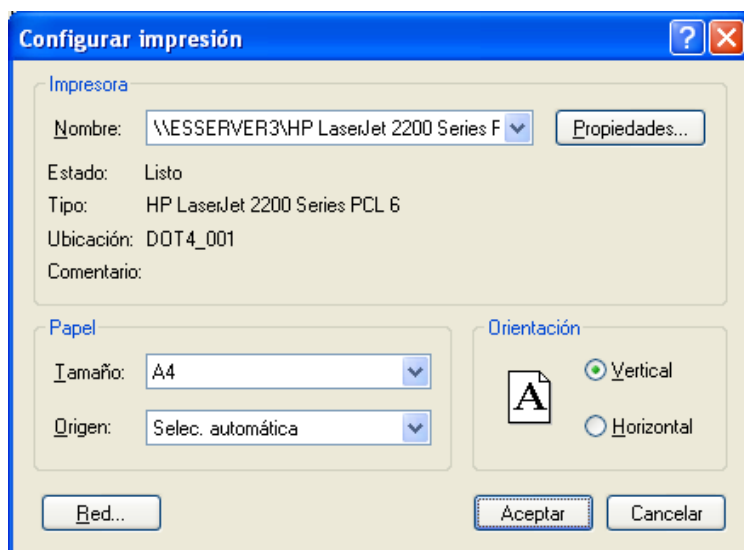 Configurar impresión
Impresora
Nombre: \\ESSERVER3\HP LaserJet 2200 Series F Propiedades...
Estado: Listo
Tipo: HP LaserJet 2200 Series PCL 6
Ubicación: DOT4_001
Comentario:
Papel
Tamaño: A4
Origen: Selec. automática
Orientación
A
Vertical
Horizontal
Red... Aceptar Cancelar